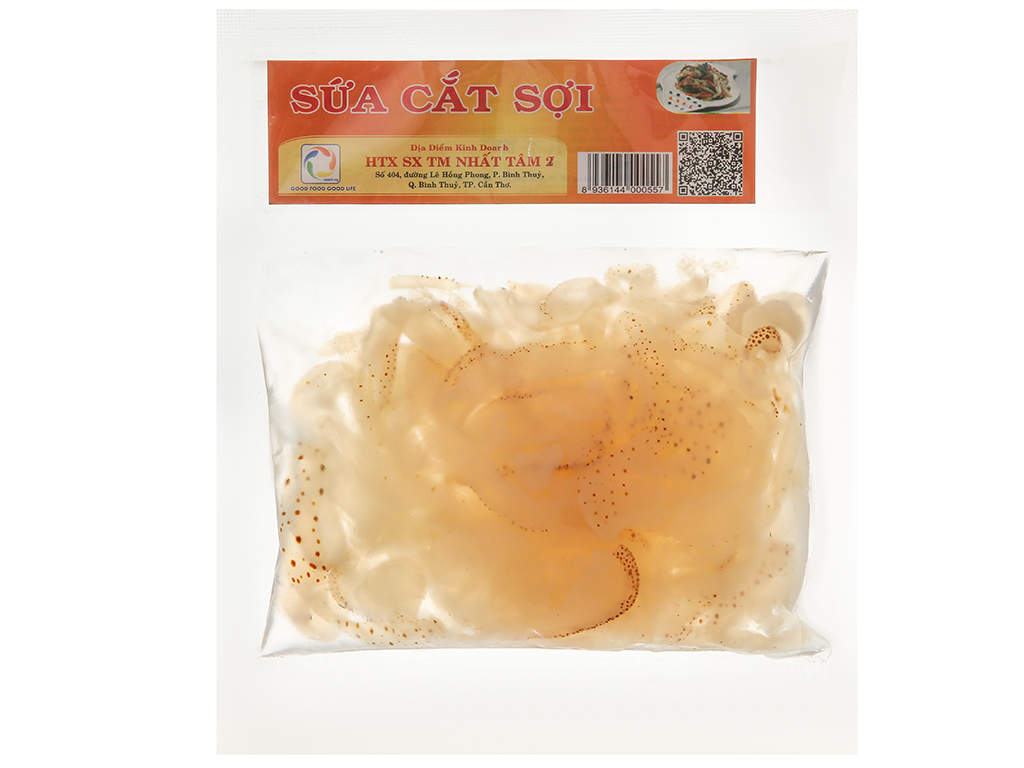 SỨA CẮT SỢI
Địa Điểm Kinh Doanh
HTX SX TM NHẤT TÂM 2
Số 404, đường Lê Hồng Phong, P. Bình Thuỷ,
Q. Bình Thuỷ, TP. Cần Thơ.
GOOD FOOD GOOD LIFE
8 936144 000557